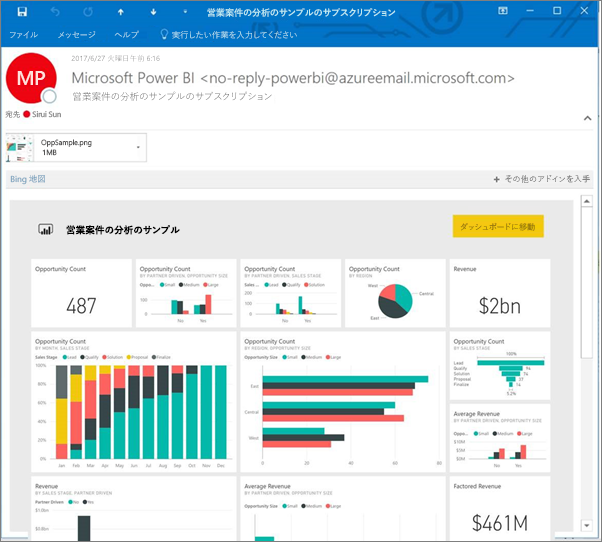 営業案件の分析のサンプルのサブスクリプション
ファイル メッセージ ヘルプ 実行したい作業を入力してください
2017/6/27 火曜日午前 6:16
MP
Microsoft Power BI <no-reply-powerbi@azureemail.microsoft.com>
営業案件の分析のサンプルのサブスクリプション
宛先 Sirui Sun
OppSample.png
1MB
Bing 地図 + その他のアドインを入手
営業案件の分析のサンプル
ダッシュボードに移動
Opportunity Count
487
Opportunity Count
BY PARTNER DRIVEN, OPPORTUNITY SIZE
Oppo... Small Medium Large
100
0
No Yes
Opportunity Count
BY PARTNER DRIVEN, SALES STAGE
Sales ... Lead Qualify Solution
No Yes
Opportunity Count
BY REGION
West
Central
East
Revenue
$2bn
Opportunity Count
BY MONTH, SALES STAGE
Sales Stage Lead Qualify Solution Proposal Finalize
100%
80%
60%
40%
20%
0%
Jan Feb Mar Apr May Jun Jul Aug Sep Oct Nov Dec
Opportunity Count
BY REGION, OPPORTUNITY SIZE
Opportunity Size Small Medium Large
East
Central
West
0 20 40 60 80
Opportunity Count
BY SALES STAGE
100%
Lead
Qualify
Solution
Proposal
Finalize
5.2%
Average Revenue
BY PARTNER DRIVEN, OPPORTUNITY SIZE
Oppo... Small Medium Large
$10M
$5M
$0M
No Yes
Revenue
BY SALES STAGE, PARTNER DRIVEN
Partner Driven No Yes
$1.0bn
$0.8bn
Average Revenue
BY PARTNER DRIVEN, OPPORTUNITY SIZE
Opportunity Size Small Medium Large
Factored Revenue
$461M